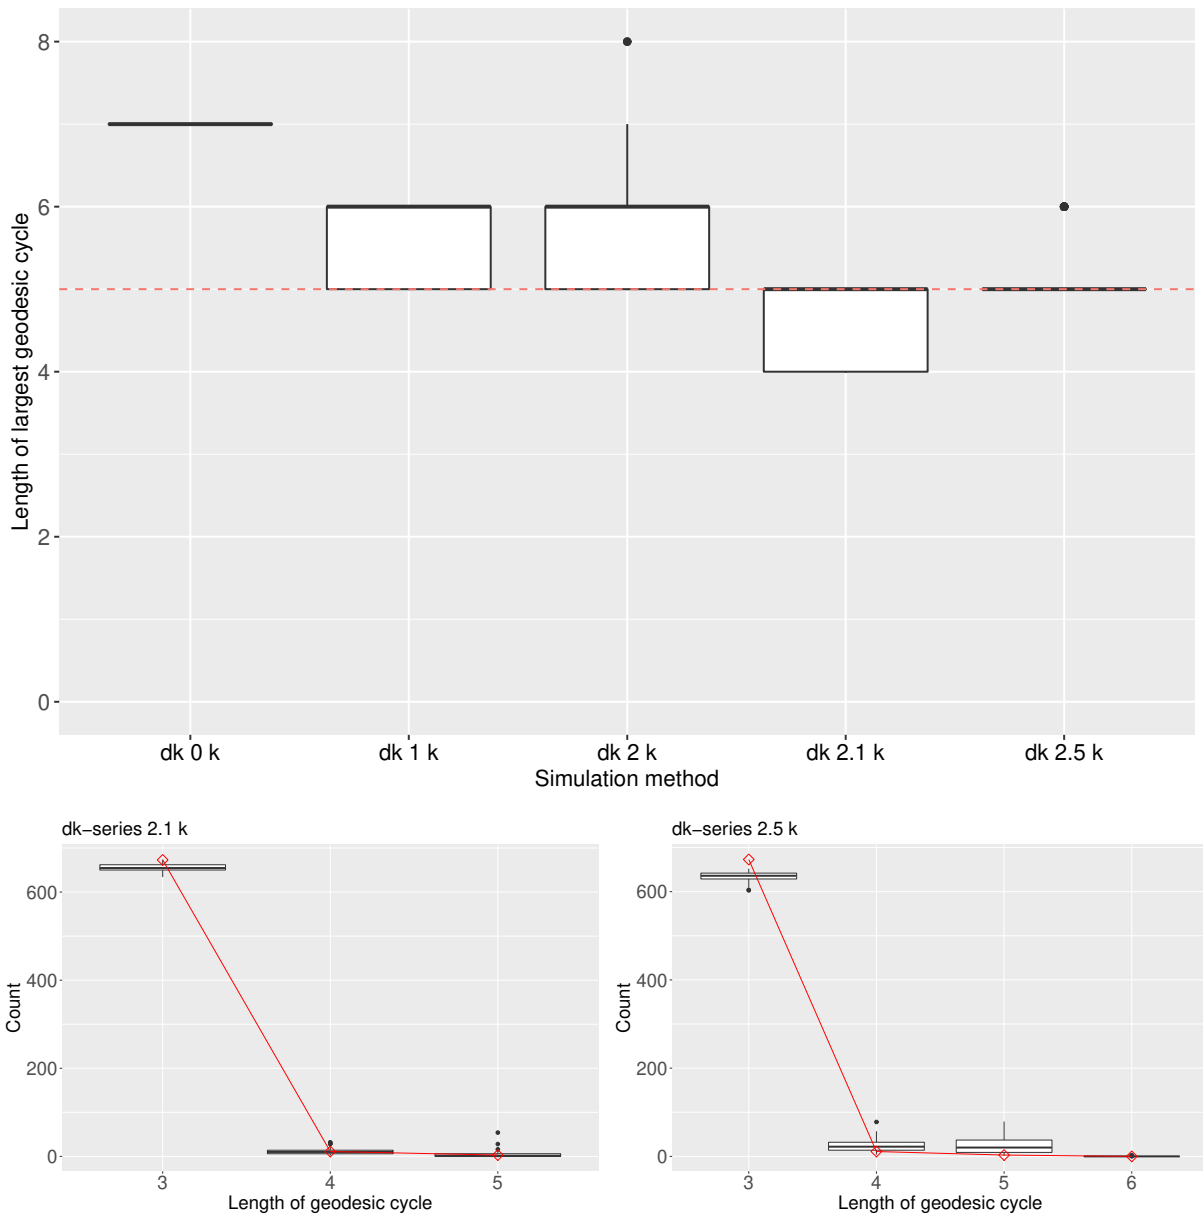 Length of largest geodesic cycle
8
6
4
2
0
dk 0 k
dk 1 k
dk 2 k
dk 2.1 k
dk 2.5 k
Simulation method
dk−series 2.1 k
Count
600
400
200
0
3
4
5
Length of geodesic cycle
dk−series 2.5 k
Count
600
400
200
0
3
4
5
6
Length of geodesic cycle